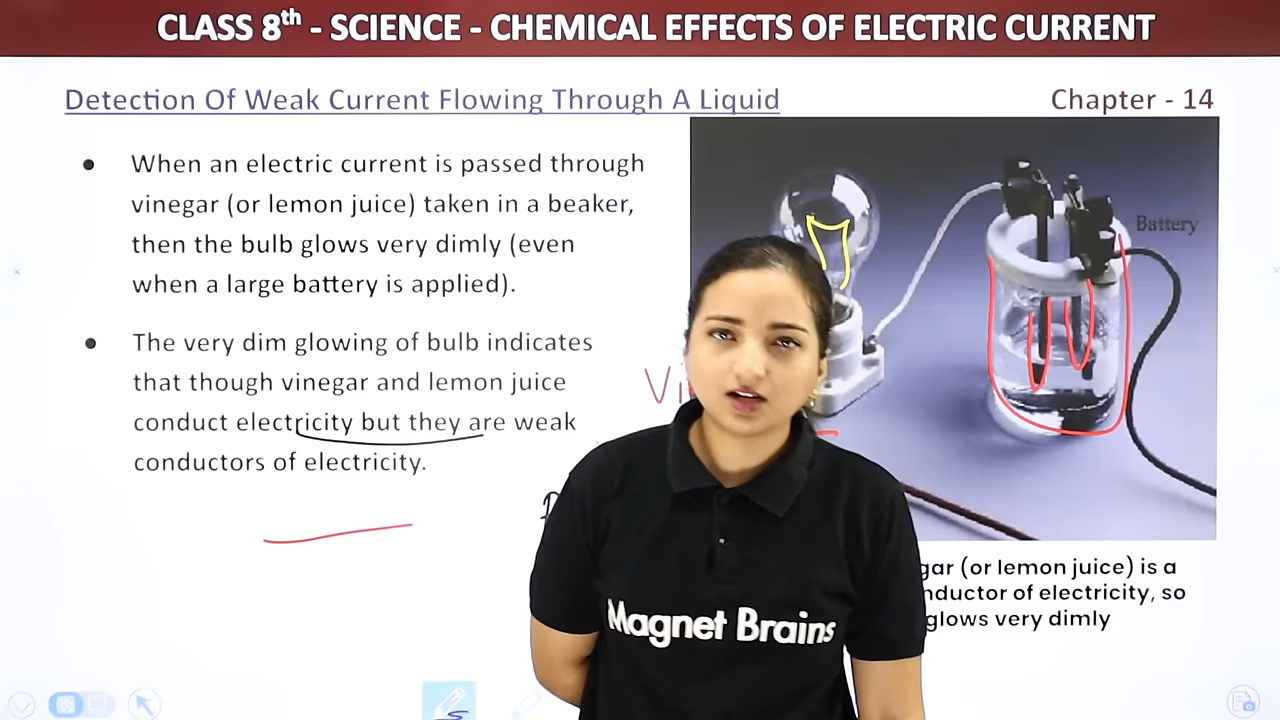 CLASS 8th - SCIENCE - CHEMICAL EFFECTS OF ELECTRIC CURRENT
Detection Of Weak Current Flowing Through A Liquid
Chapter - 14
• When an electric current is passed through
vinegar (or lemon juice) taken in a beaker,
then the bulb glows very dimly (even
when a large battery is applied).
• The very dim glowing of bulb indicates
that though vinegar and lemon juice
conduct electricity but they are weak
conductors of electricity.
Battery
Vi
(or lemon juice) is a
of electricity, so
glows very dimly
Magnet Brains